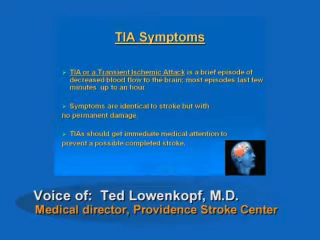 TIA Symptoms
TIA or a Transient Ischemic Attack is a brief episode of
decreased blood flow to the brain; most episodes last few
minutes up to an hour
Symptoms are identical to stroke but with
no permanent damage.
TIAs should get immediate medical attention to
prevent a possible completed stroke.
Voice of: Ted Lowenkopf, M.D.
Medical director, Providence Stroke Center